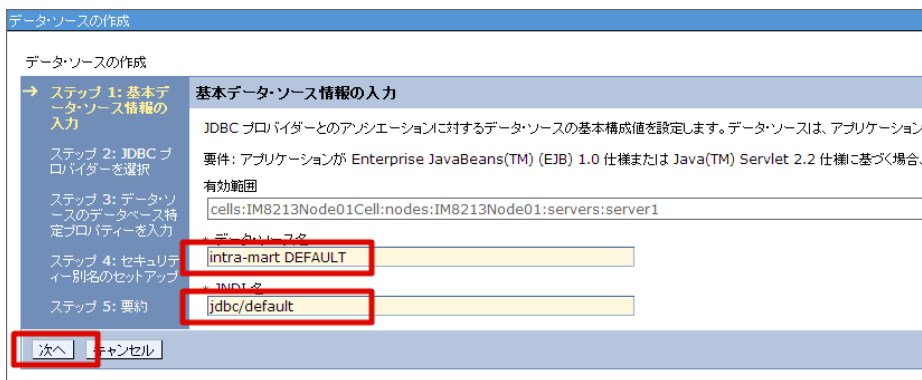 データ・ソースの作成
データ・ソースの作成
→ ステップ 1: 基本デ
ータ・ソース情報の
入力
ステップ 2: JDBC プ
ロバイダーを選択
ステップ 3: データ・ソ
ースのデータベース特
定プロパティーを入力
ステップ 4: セキュリテ
ィー別名のセットアップ
ステップ 5: 要約
基本データ・ソース情報の入力
JDBC プロバイダーとのアソシエーションに対するデータ・ソースの基本構成値を設定します。データ・ソースは、アプリケーション
要件: アプリケーションが Enterprise JavaBeans(TM) (EJB) 1.0 仕様または Java(TM) Servlet 2.2 仕様に基づく場合、
有効範囲
cells:IM8213Node01Cell:nodes:IM8213Node01:servers:server1
* データ・ソース名
intra-mart DEFAULT
* JNDI 名
jdbc/default
次へ キャンセル